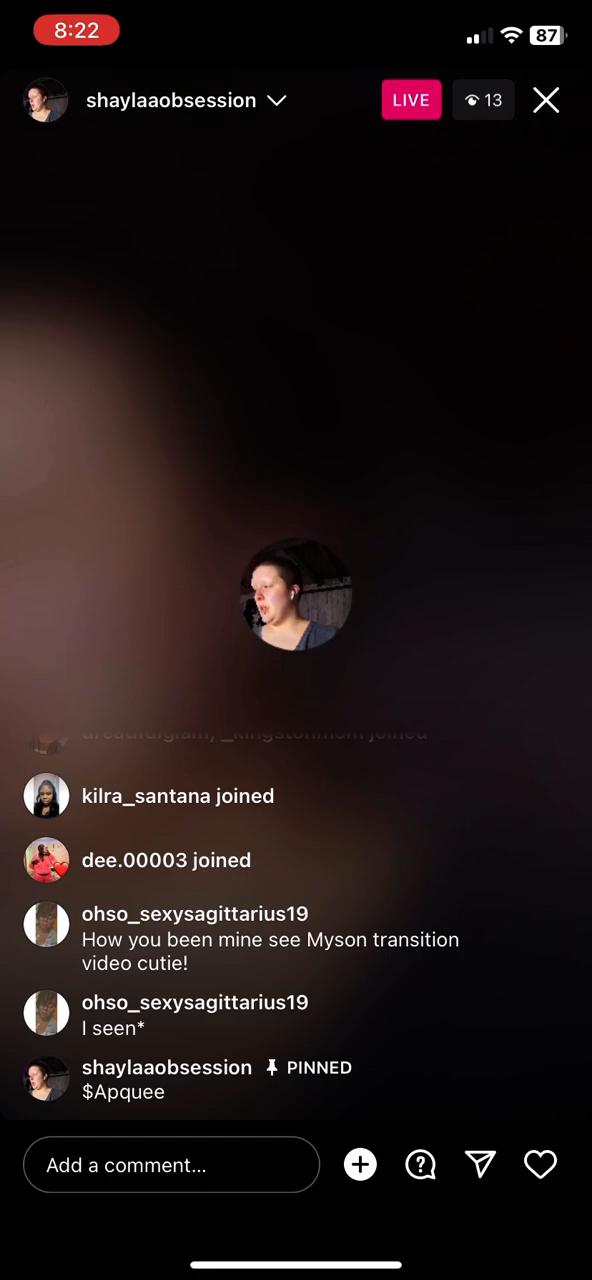 8:22
87
shaylaaobsession
LIVE
13
joined
kilra_santana joined
dee.00003 joined
ohso_sexysagittarius19
How you been mine see Myson transition
video cutie!
ohso_sexysagittarius19
I seen*
shaylaaobsession PINNED
$Apquee
Add a comment...